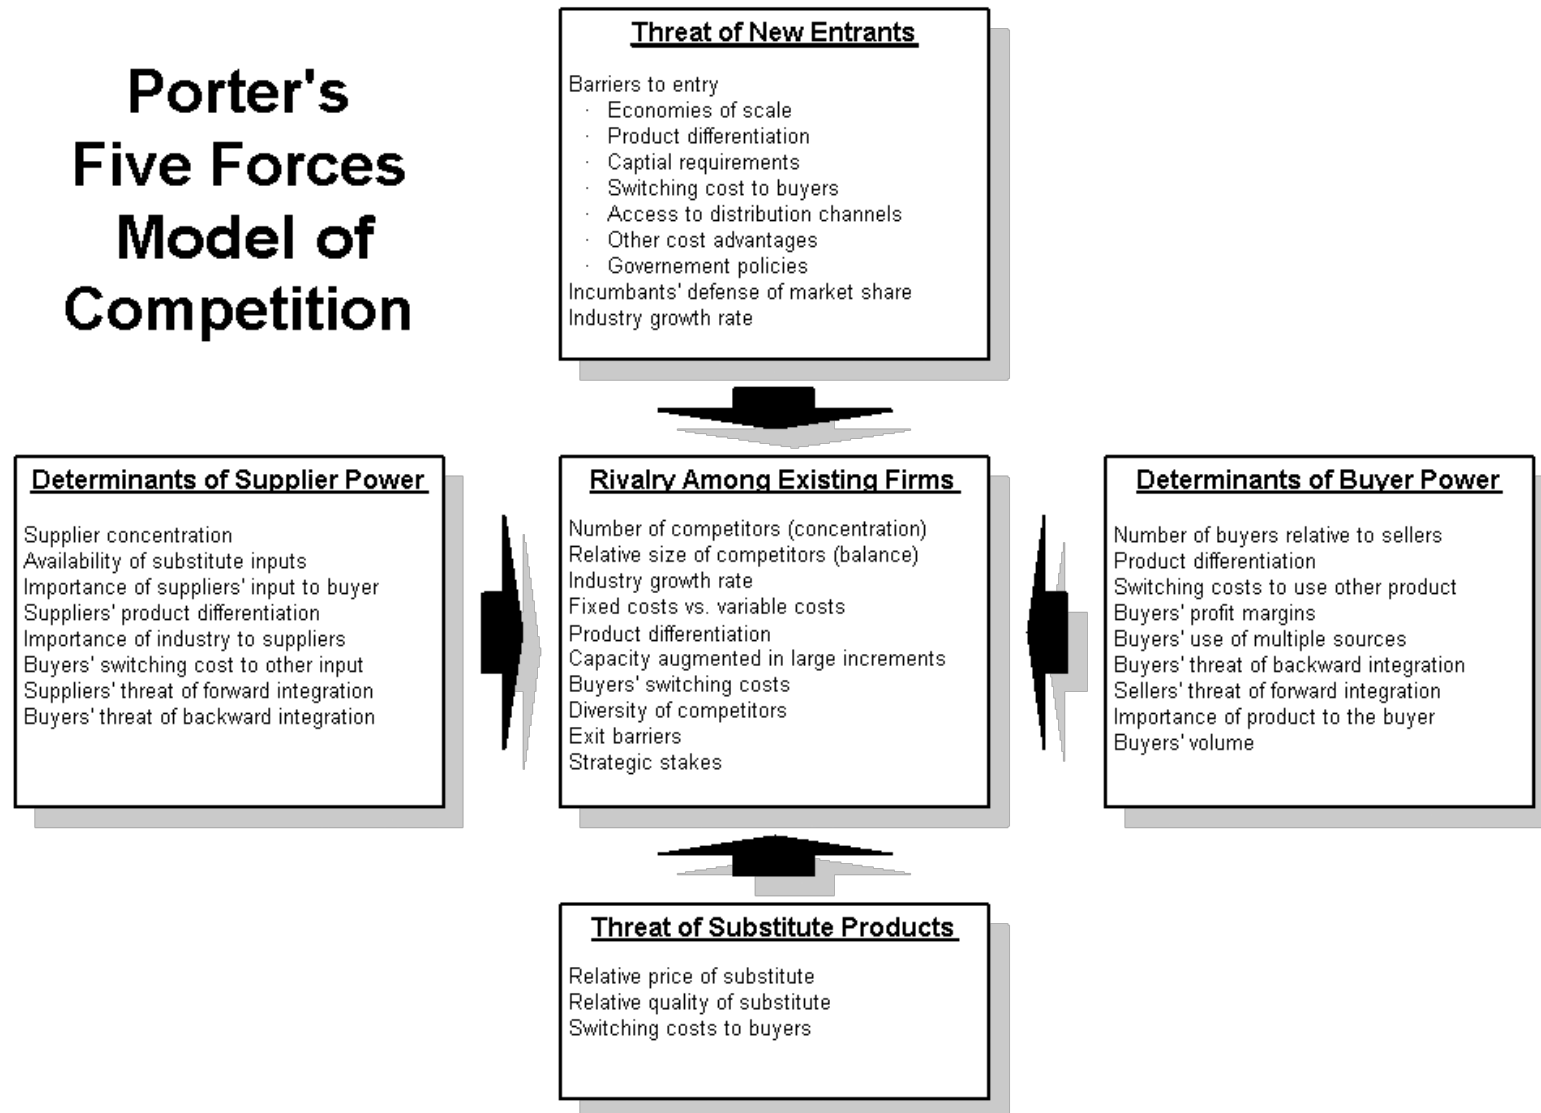 Porter's
Five Forces
Model of
Competition
Threat of New Entrants
Barriers to entry
· Economies of scale
· Product differentiation
· Captial requirements
· Switching cost to buyers
· Access to distribution channels
· Other cost advantages
· Governement policies
Incumbants' defense of market share
Industry growth rate
Determinants of Supplier Power
Supplier concentration
Availability of substitute inputs
Importance of suppliers' input to buyer
Suppliers' product differentiation
Importance of industry to suppliers
Buyers' switching cost to other input
Suppliers' threat of forward integration
Buyers' threat of backward integration
Rivalry Among Existing Firms
Number of competitors (concentration)
Relative size of competitors (balance)
Industry growth rate
Fixed costs vs. variable costs
Product differentiation
Capacity augmented in large increments
Buyers' switching costs
Diversity of competitors
Exit barriers
Strategic stakes
Determinants of Buyer Power
Number of buyers relative to sellers
Product differentiation
Switching costs to use other product
Buyers' profit margins
Buyers' use of multiple sources
Buyers' threat of backward integration
Sellers' threat of forward integration
Importance of product to the buyer
Buyers' volume
Threat of Substitute Products
Relative price of substitute
Relative quality of substitute
Switching costs to buyers